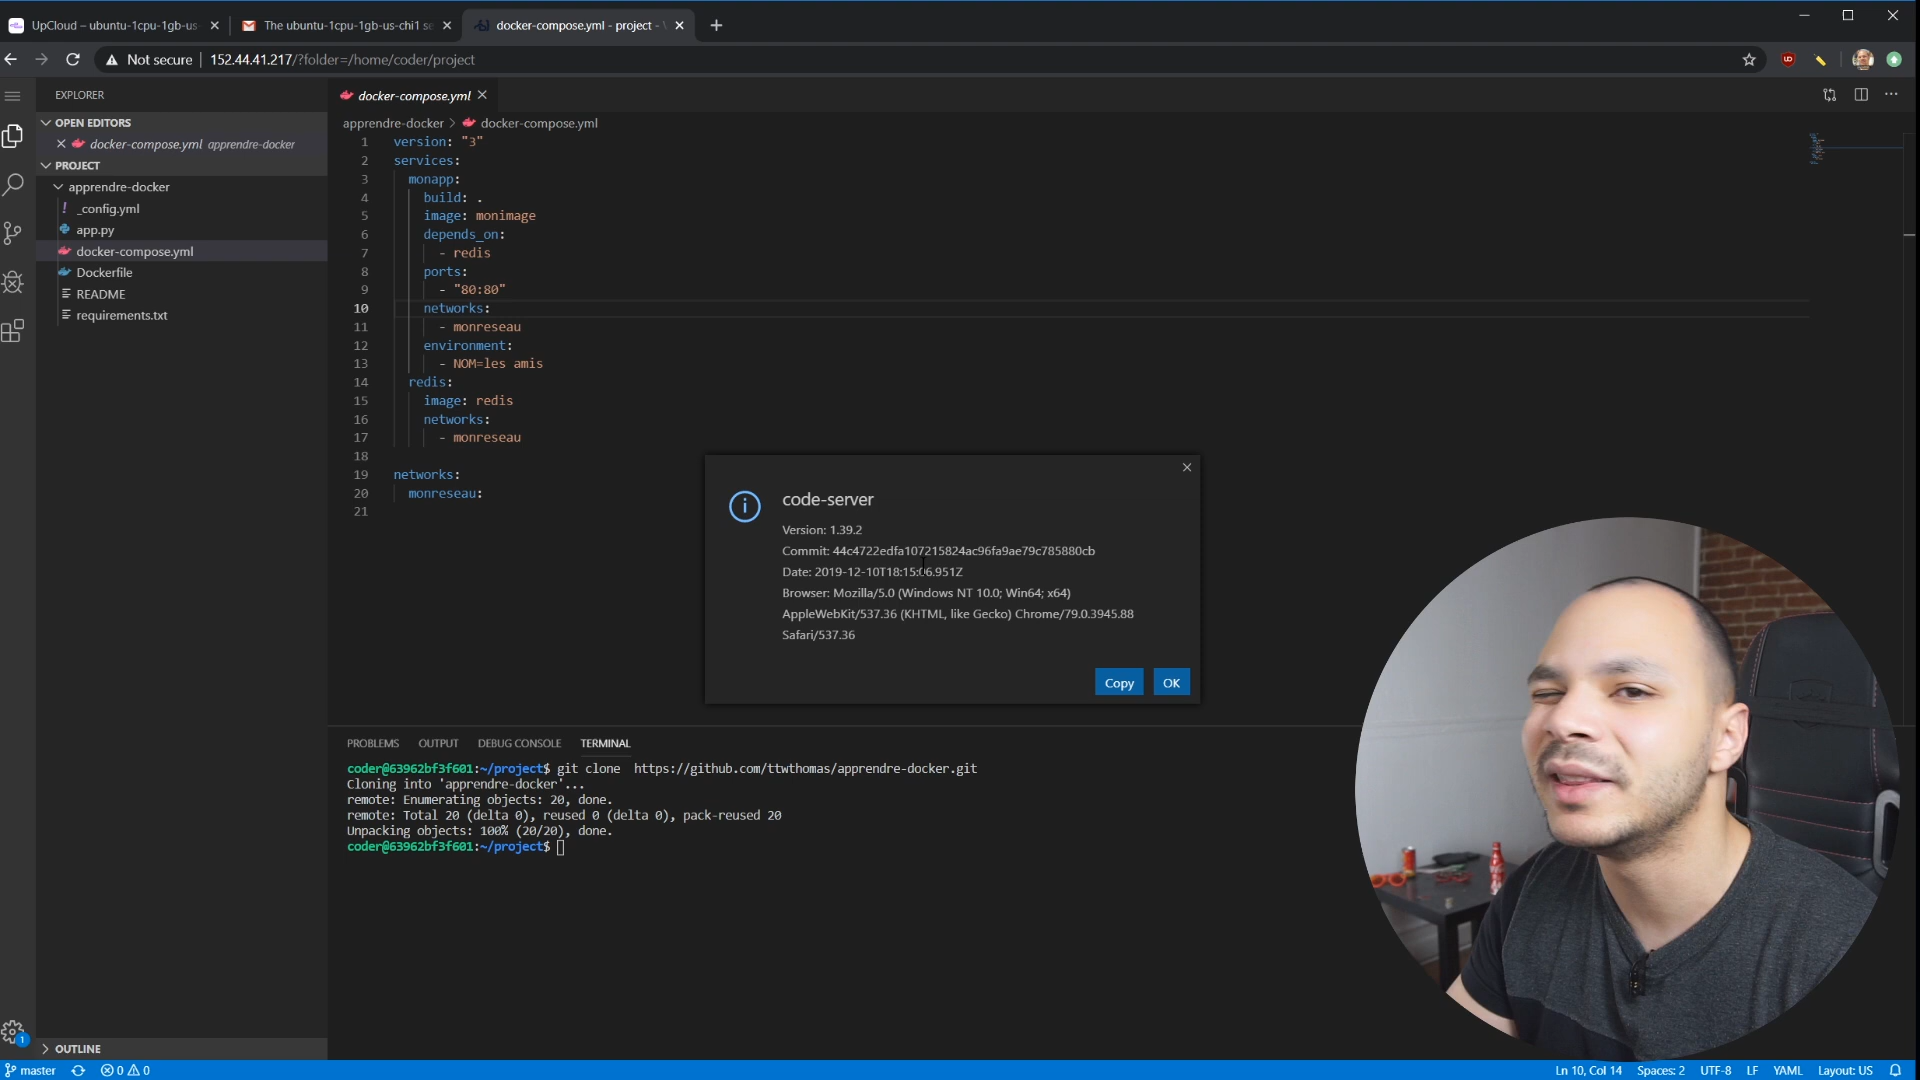 UpCloud – ubuntu-1cpu-1gb-us-
The ubuntu-1cpu-1gb-us-chi1 se
docker-compose.yml - project -
Not secure
152.44.41.217/?folder=/home/coder/project
EXPLORER
OPEN EDITORS
docker-compose.yml apprendre-docker
PROJECT
apprendre-docker
! _config.yml
app.py
docker-compose.yml
Dockerfile
README
requirements.txt
OUTLINE
docker-compose.yml
apprendre-docker > docker-compose.yml
1 version: "3"
2 services:
3 monapp:
4 build: .
5 image: monimage
6 depends_on:
7 - redis
8 ports:
9 - "80:80"
10 networks:
11 - monreseau
12 environment:
13 - NOM=les amis
14 redis:
15 image: redis
16 networks:
17 - monreseau
18
19 networks:
20 monreseau:
21
code-server
Version: 1.39.2
Commit: 44c4722edfa107215824ac96fa9ae79c785880cb
Date: 2019-12-10T18:15:06.951Z
Browser: Mozilla/5.0 (Windows NT 10.0; Win64; x64)
AppleWebKit/537.36 (KHTML, like Gecko) Chrome/79.0.3945.88
Safari/537.36
Copy
OK
PROBLEMS OUTPUT DEBUG CONSOLE TERMINAL
coder@63962bf3f601:~/project$ git clone  https://github.com/ttwthomas/apprendre-docker.git
Cloning into 'apprendre-docker'...
remote: Enumerating objects: 20, done.
remote: Total 20 (delta 0), reused 0 (delta 0), pack-reused 20
Unpacking objects: 100% (20/20), done.
coder@63962bf3f601:~/project$
1
master 0 0 Ln 10, Col 14 Spaces: 2 UTF-8 LF YAML Layout: US